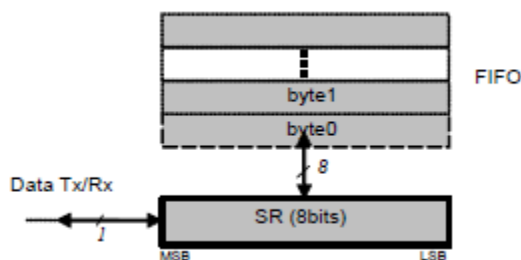 FIFO
byte1
byte0
8
Data Tx/Rx
1
SR (8bits)
MSB
LSB